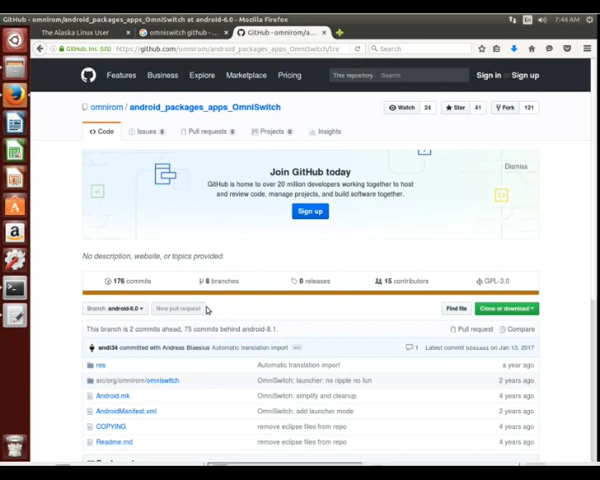 GitHub - omnirom/android_packages_apps_OmniSwitch at android-6.0 - Mozilla Firefox
En
7:44 AM
The Alaska Linux User
omniswitch github -
GitHub - omnirom/a...
GitHub, Inc. (US)
https://github.com/omnirom/android_packages_apps_OmniSwitch/tre
Search
Features
Business
Explore
Marketplace
Pricing
This repository
Search
Sign in or Sign up
omnirom / android_packages_apps_OmniSwitch
Watch 24
Star 41
Fork 121
Code
Issues 0
Pull requests 0
Projects 0
Insights
Join GitHub today
Dismiss
GitHub is home to over 20 million developers working together to host
and review code, manage projects, and build software together.
Sign up
No description, website, or topics provided.
176 commits
8 branches
0 releases
15 contributors
GPL-3.0
Branch: android-6.0
New pull request
Find file
Clone or download
This branch is 2 commits ahead, 75 commits behind android-8.1.
Pull request
Compare
andi34 committed with Andreas Blaesius Automatic translation import
1
Latest commit
on Jan 13, 2017
res
Automatic translation import
a year ago
src/org/omnirom/omniswitch
OmniSwitch: launcher: no ripple no fun
2 years ago
Android.mk
OmniSwitch: simplify and cleanup
4 years ago
AndroidManifest.xml
OmniSwitch: add launcher mode
2 years ago
COPYING
remove eclipse files from repo
4 years ago
Readme.md
remove eclipse files from repo
4 years ago